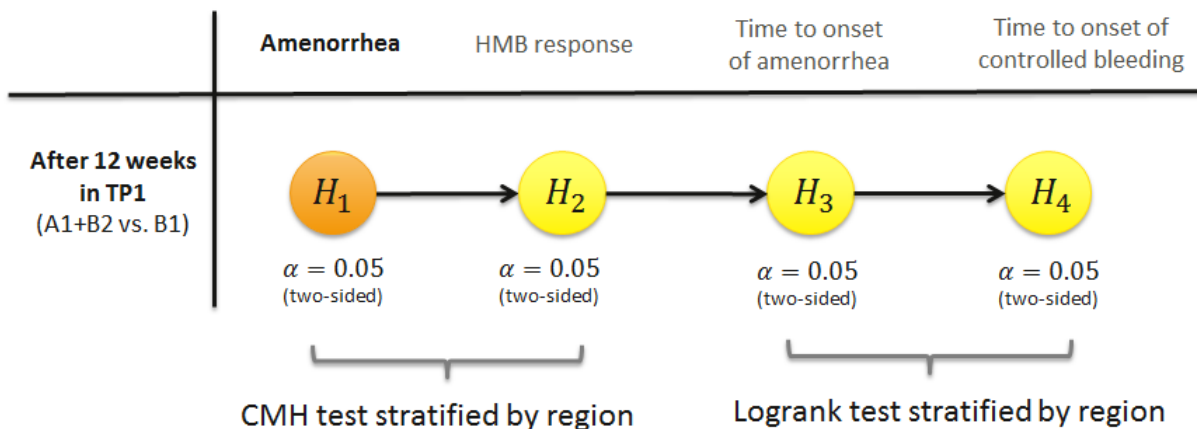 Amenorrhea
HMB response
Time to onset
of amenorrhea
Time to onset of
controlled bleeding
After 12 weeks
in TP1
(A1+B2 vs. B1)
H₁
H₂
H₃
H₄
α = 0.05
(two-sided)
α = 0.05
(two-sided)
α = 0.05
(two-sided)
α = 0.05
(two-sided)
CMH test stratified by region
Logrank test stratified by region